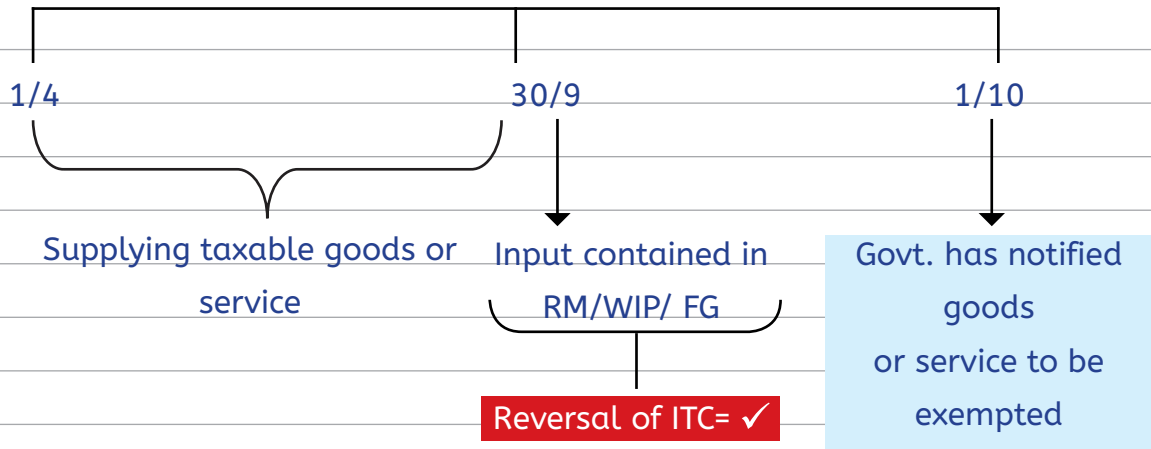 1/4
30/9
1/10
Supplying taxable goods or
service
Input contained in
RM/WIP/ FG
Reversal of ITC= ✓
Govt. has notified
goods
or service to be
exempted